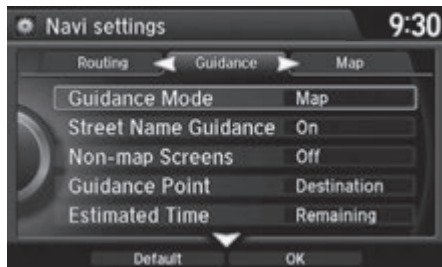 Navi settings 9:30
Routing Guidance Map
Guidance Mode Map
Street Name Guidance On
Non-map Screens Off
Guidance Point Destination
Estimated Time Remaining
Default OK